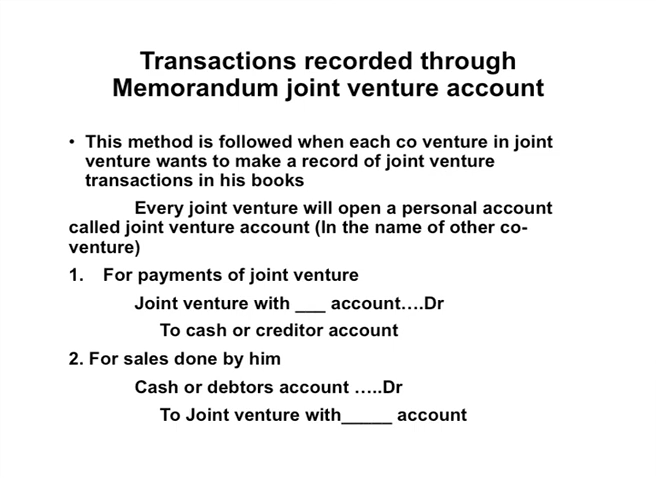 Transactions recorded through
Memorandum joint venture account
• This method is followed when each co venture in joint
venture wants to make a record of joint venture
transactions in his books
Every joint venture will open a personal account
called joint venture account (In the name of other co-
venture)
1. For payments of joint venture
Joint venture with ___ account….Dr
To cash or creditor account
2. For sales done by him
Cash or debtors account …..Dr
To Joint venture with_____ account